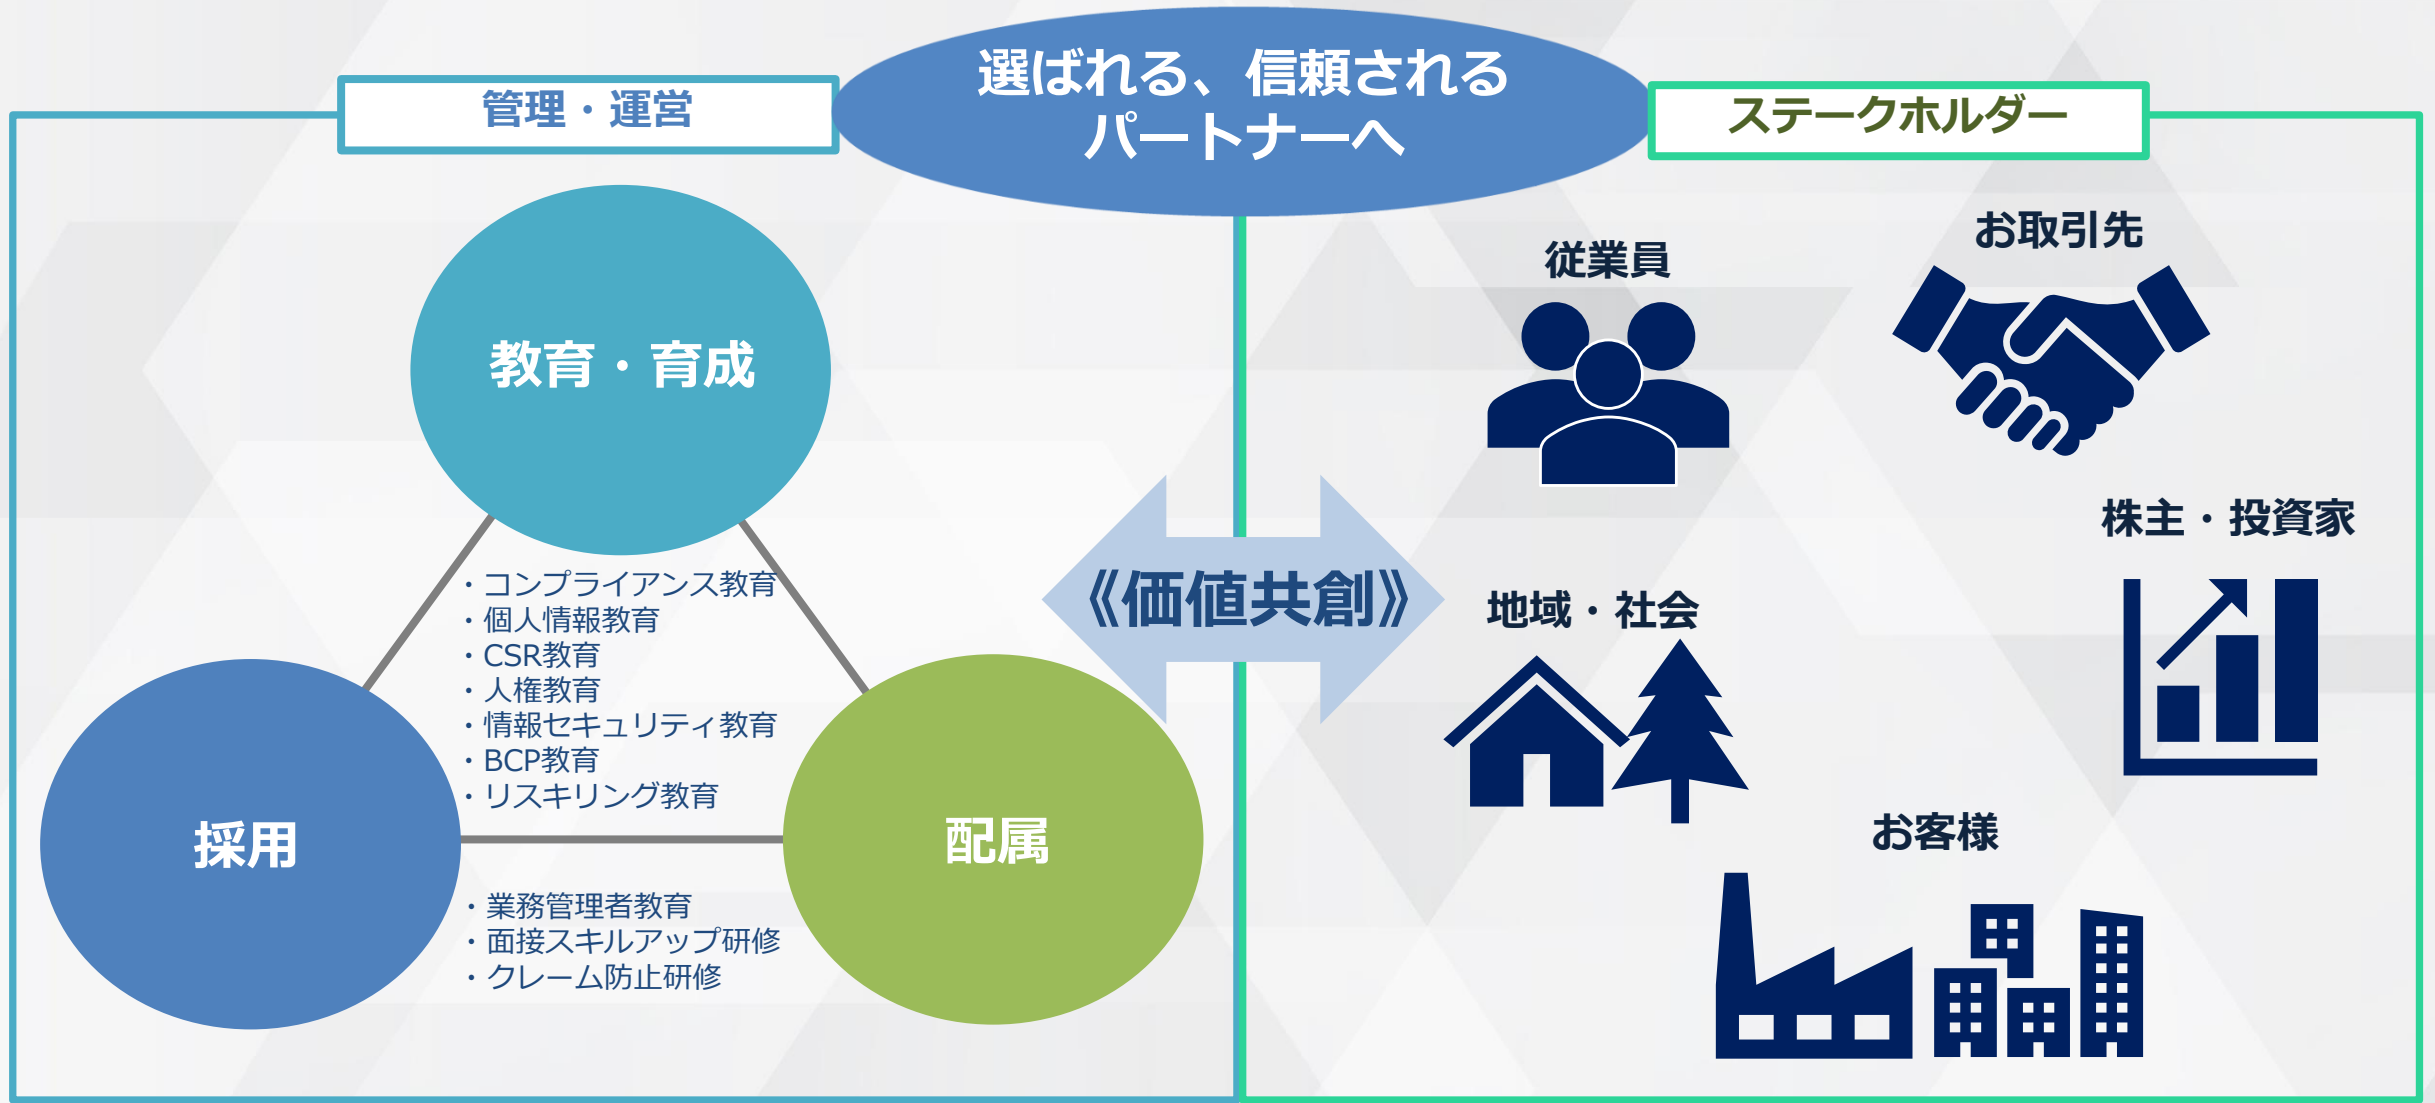 選ばれる、信頼される
パートナーへ
管理・運営
教育・育成
・コンプライアンス教育
・個人情報教育
・CSR教育
・人権教育
・情報セキュリティ教育
・BCP教育
・リスキリング教育
採用
配属
・業務管理者教育
・面接スキルアップ研修
・クレーム防止研修
《価値共創》
ステークホルダー
従業員
お取引先
株主・投資家
地域・社会
お客様